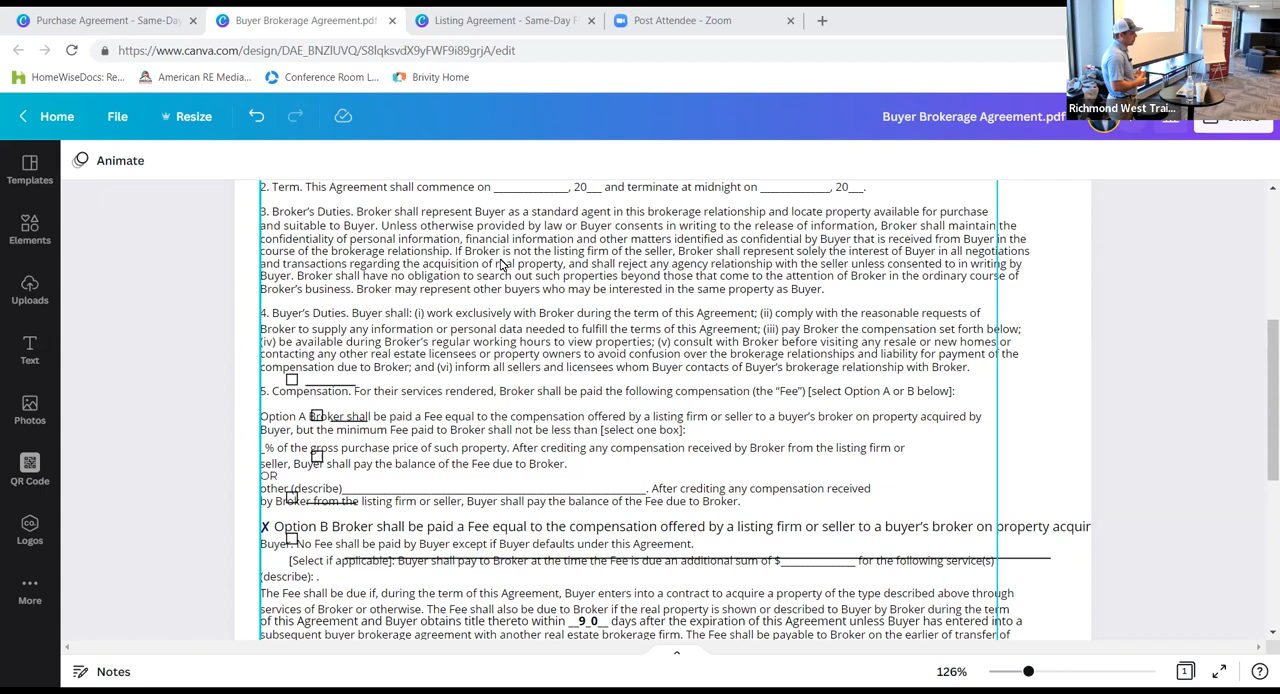 Purchase Agreement - Same-Day
Buyer Brokerage Agreement.pdf
Listing Agreement - Same-Day F
Post Attendee - Zoom
https://www.canva.com/design/DAE_BNZlUVQ/S8lqksvdX9yFWF9i89grjA/edit
HomeWiseDocs: Re...
American RE Media...
Conference Room L...
Brivity Home
Richmond West Trai...
Home
File
Resize
Buyer Brokerage Agreement.pdf
Animate
Templates
Elements
Uploads
Text
Photos
QR Code
Logos
More
2. Term. This Agreement shall commence on ______________, 20___ and terminate at midnight on _____________, 20___.
3. Broker's Duties. Broker shall represent Buyer as a standard agent in this brokerage relationship and locate property available for purchase
and suitable to Buyer. Unless otherwise provided by law or Buyer consents in writing to the release of information, Broker shall maintain the
confidentiality of personal information, financial information and other matters identified as confidential by Buyer that is received from Buyer in the
course of the brokerage relationship. If Broker is not the listing firm of the seller, Broker shall represent solely the interest of Buyer in all negotiations
and transactions regarding the acquisition of real property, and shall reject any agency relationship with the seller unless consented to in writing by
Buyer. Broker shall have no obligation to search out such properties beyond those that come to the attention of Broker in the ordinary course of
Broker's business. Broker may represent other buyers who may be interested in the same property as Buyer.
4. Buyer's Duties. Buyer shall: (i) work exclusively with Broker during the term of this Agreement; (ii) comply with the reasonable requests of
Broker to supply any information or personal data needed to fulfill the terms of this Agreement; (iii) pay Broker the compensation set forth below;
(iv) be available during Broker's regular working hours to view properties; (v) consult with Broker before visiting any resale or new homes or
contacting any other real estate licensees or property owners to avoid confusion over the brokerage relationships and liability for payment of the
compensation due to Broker; and (vi) inform all sellers and licensees whom Buyer contacts of Buyer's brokerage relationship with Broker.
5. Compensation. For their services rendered, Broker shall be paid the following compensation (the "Fee") [select Option A or B below]:
Option A Broker shall be paid a Fee equal to the compensation offered by a listing firm or seller to a buyer's broker on property acquired by
Buyer, but the minimum Fee paid to Broker shall not be less than [select one box]:
_% of the gross purchase price of such property. After crediting any compensation received by Broker from the listing firm or
seller, Buyer shall pay the balance of the Fee due to Broker.
OR
other (describe)______________________________. After crediting any compensation received
by Broker from the listing firm or seller, Buyer shall pay the balance of the Fee due to Broker.
✗ Option B Broker shall be paid a Fee equal to the compensation offered by a listing firm or seller to a buyer's broker on property acquir
Buyer. No Fee shall be paid by Buyer except if Buyer defaults under this Agreement.
[Select if applicable]: Buyer shall pay to Broker at the time the Fee is due an additional sum of $______________ for the following service(s)
(describe): .
The Fee shall be due if, during the term of this Agreement, Buyer enters into a contract to acquire a property of the type described above through
services of Broker or otherwise. The Fee shall also be due to Broker if the real property is shown or described to Buyer by Broker during the term
of this Agreement and Buyer obtains title thereto within __9_0__ days after the expiration of this Agreement unless Buyer has entered into a
subsequent buyer brokerage agreement with another real estate brokerage firm. The Fee shall be payable to Broker on the earlier of transfer of
Notes
126%
1